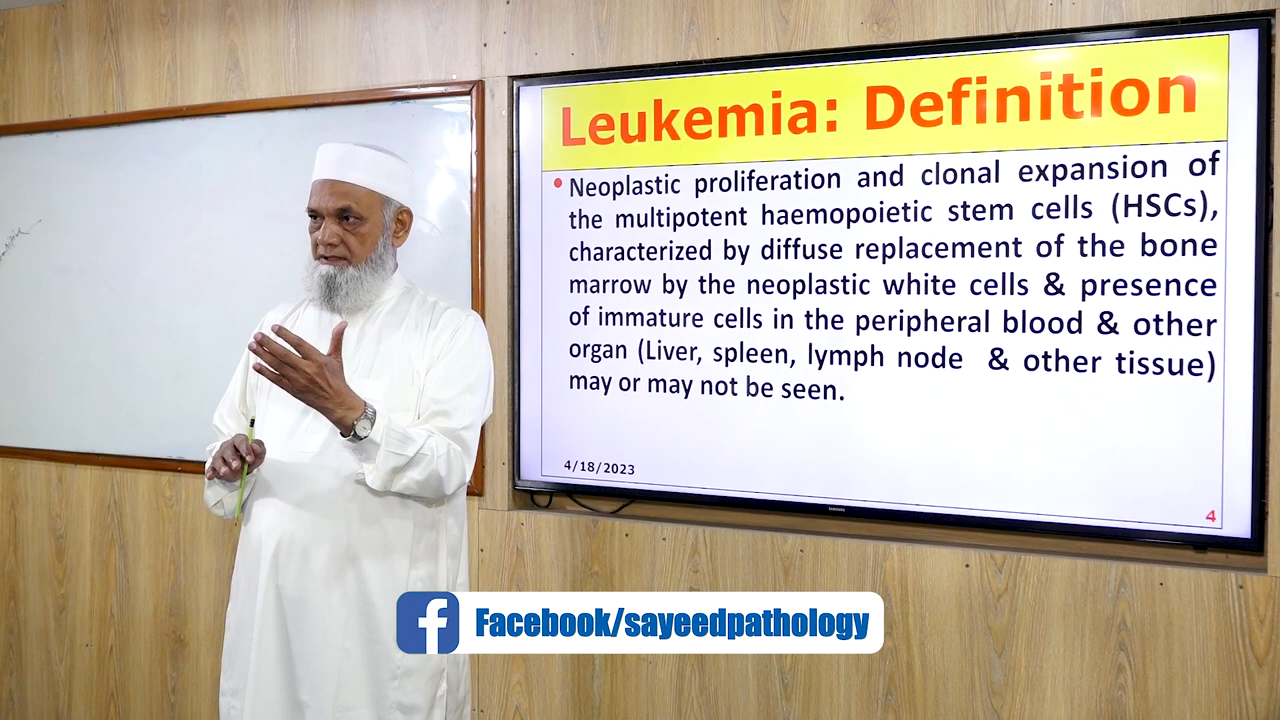 Leukemia: Definition
• Neoplastic proliferation and clonal expansion of
the multipotent haemopoietic stem cells (HSCs),
characterized by diffuse replacement of the bone
marrow by the neoplastic white cells & presence
of immature cells in the peripheral blood & other
organ (Liver, spleen, lymph node & other tissue)
may or may not be seen.
4/18/2023
4
SAMSUNG
f Facebook/sayeedpathology